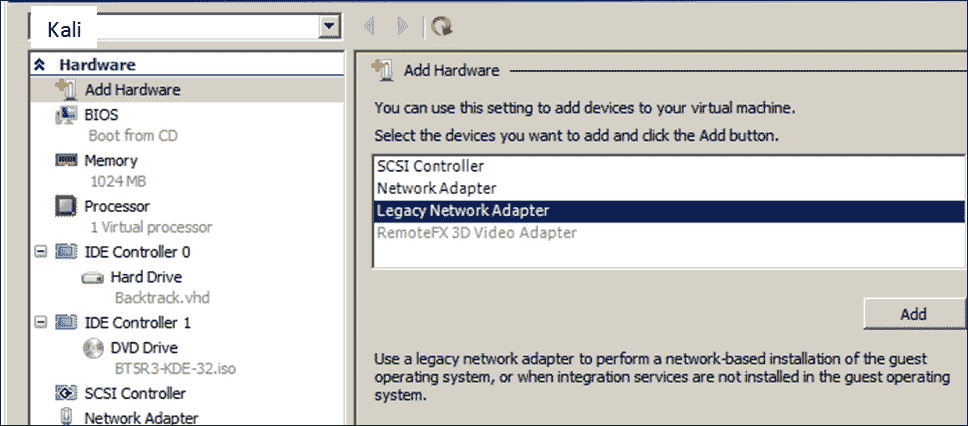 Kali
Hardware
Add Hardware
BIOS
Boot from CD
Memory
1024 MB
Processor
1 Virtual processor
IDE Controller 0
Hard Drive
Backtrack.vhd
IDE Controller 1
DVD Drive
BT5R3-KDE-32.iso
SCSI Controller
Network Adapter
Add Hardware
You can use this setting to add devices to your virtual machine.
Select the devices you want to add and click the Add button.
SCSI Controller
Network Adapter
Legacy Network Adapter
RemoteFX 3D Video Adapter
Add
Use a legacy network adapter to perform a network-based installation of the guest
operating system, or when integration services are not installed in the guest operating
system.